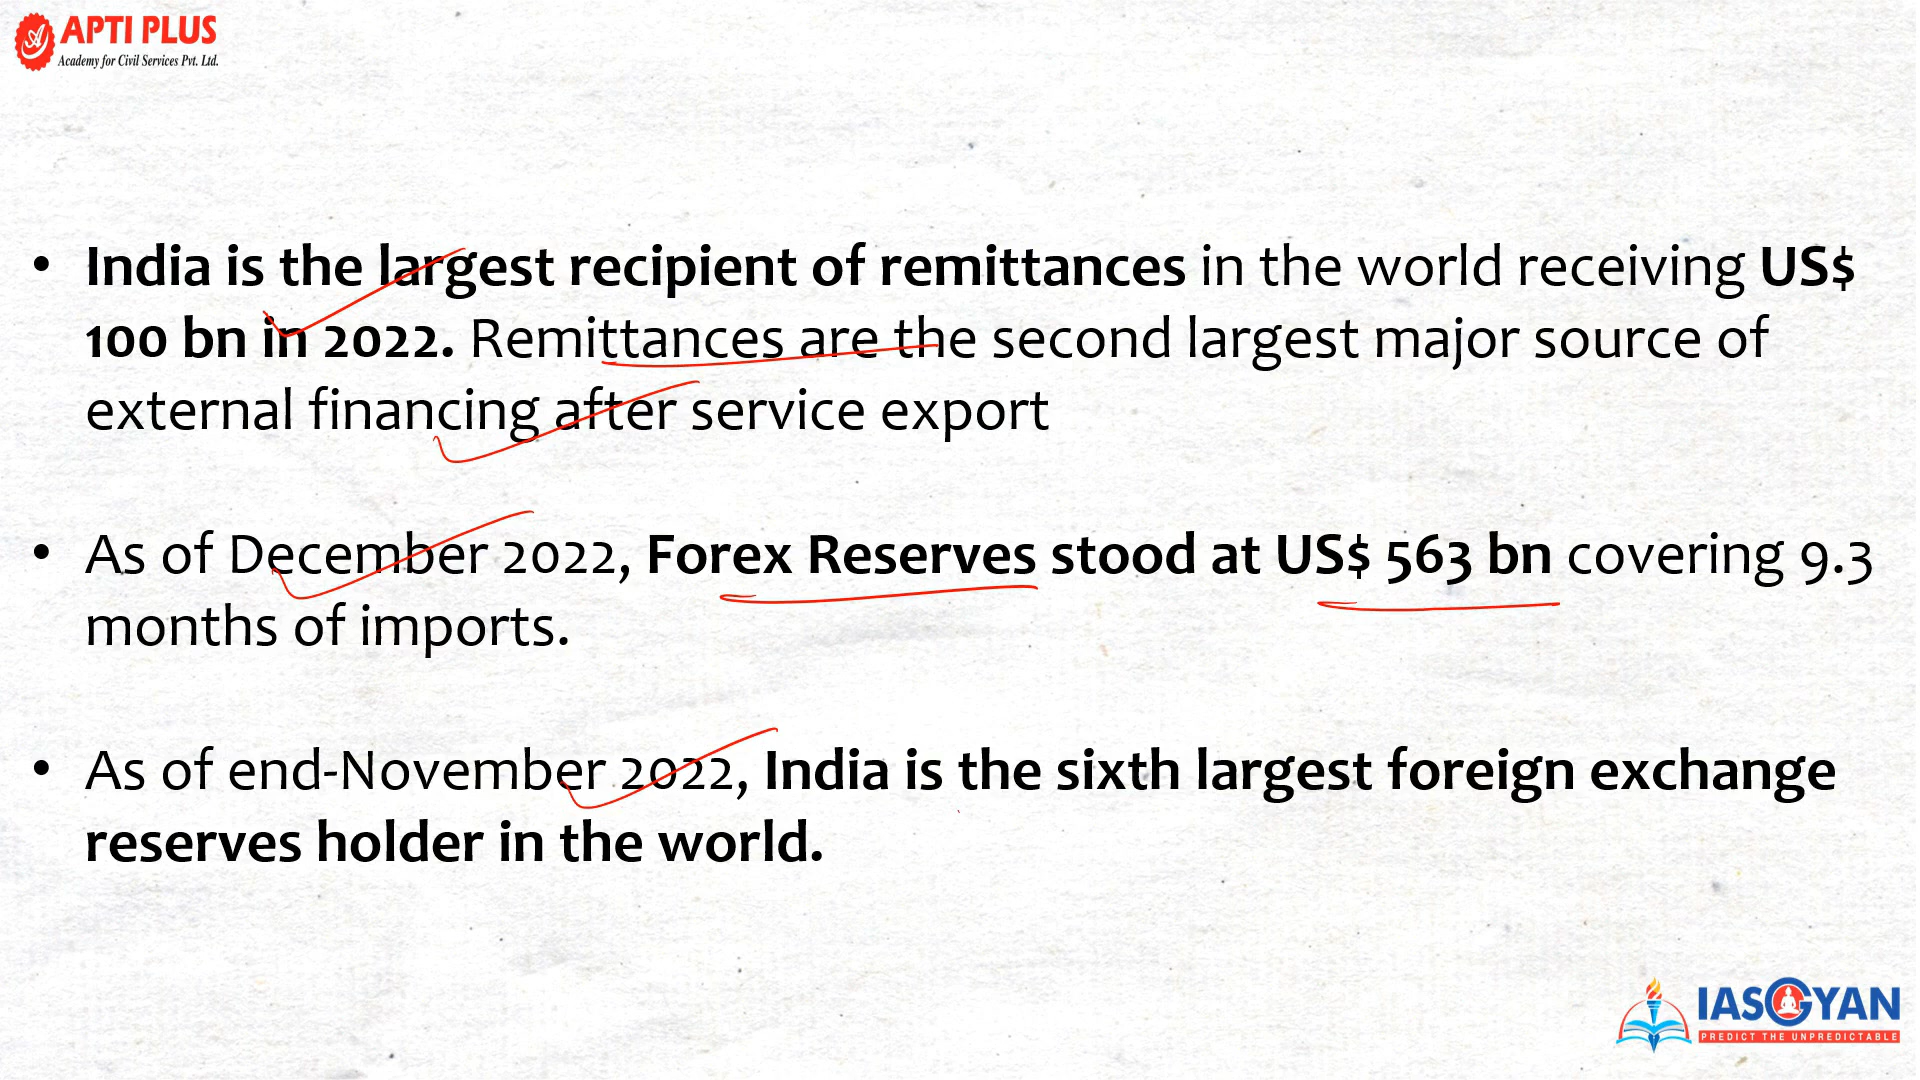 APTI PLUS
Academy for Civil Services Pvt. Ltd.
• India is the largest recipient of remittances in the world receiving US$
100 bn in 2022. Remittances are the second largest major source of
external financing after service export
• As of December 2022, Forex Reserves stood at US$ 563 bn covering 9.3
months of imports.
• As of end-November 2022, India is the sixth largest foreign exchange
reserves holder in the world.
IASGYAN
PREDICT THE UNPREDICTABLE